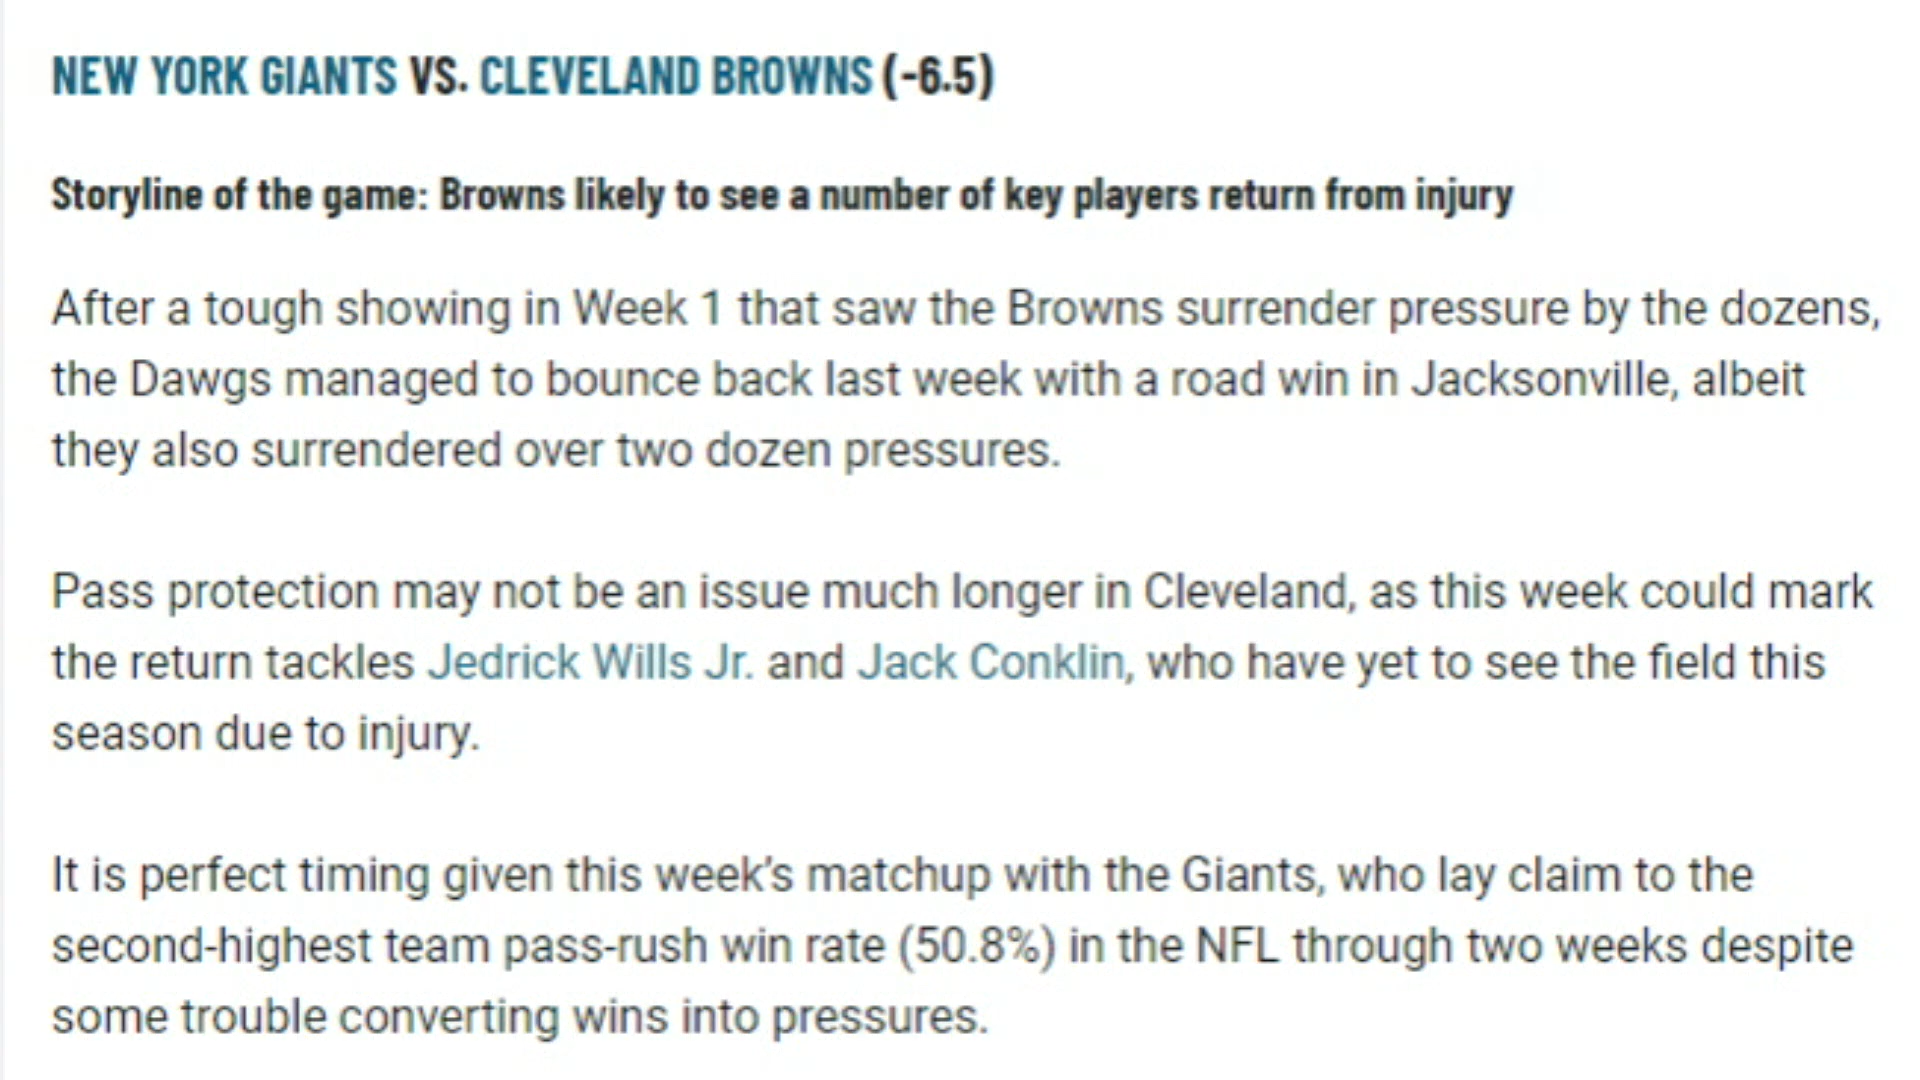 NEW YORK GIANTS VS. CLEVELAND BROWNS (-6.5)
Storyline of the game: Browns likely to see a number of key players return from injury
After a tough showing in Week 1 that saw the Browns surrender pressure by the dozens,
the Dawgs managed to bounce back last week with a road win in Jacksonville, albeit
they also surrendered over two dozen pressures.
Pass protection may not be an issue much longer in Cleveland, as this week could mark
the return tackles Jedrick Wills Jr. and Jack Conklin, who have yet to see the field this
season due to injury.
It is perfect timing given this week’s matchup with the Giants, who lay claim to the
second-highest team pass-rush win rate (50.8%) in the NFL through two weeks despite
some trouble converting wins into pressures.